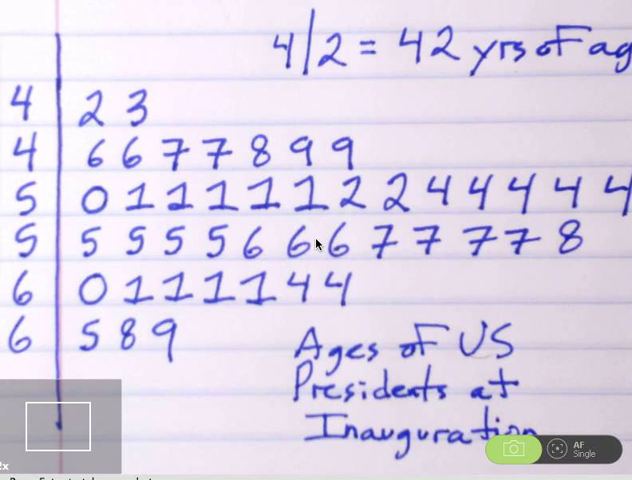 4/2 = 42 yrs of ag
4 | 2 3
4 | 6 6 7 7 8 9 9
5 | 0 1 1 1 1 1 2 2 4 4 4 4 4
5 | 5 5 5 5 6 6 6 7 7 7 7 8
6 | 0 1 1 1 1 4 4
6 | 5 8 9
Ages of US
Presidents at
Inauguration
AF
Single